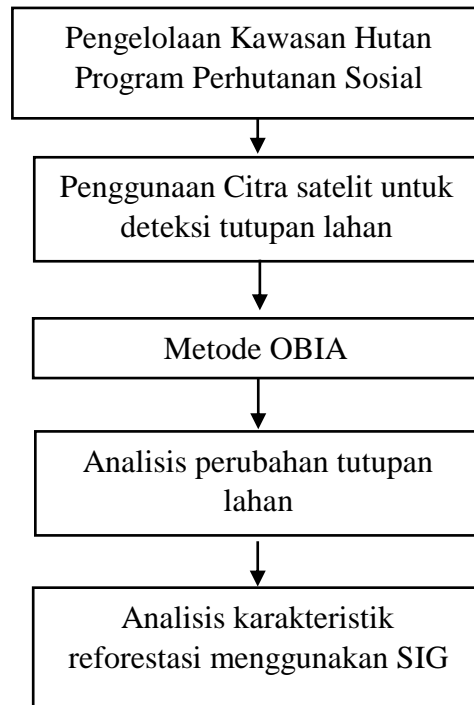 Pengelolaan Kawasan Hutan
Program Perhutanan Sosial
Penggunaan Citra satelit untuk
deteksi tutupan lahan
Metode OBIA
Analisis perubahan tutupan
lahan
Analisis karakteristik
reforestasi menggunakan SIG